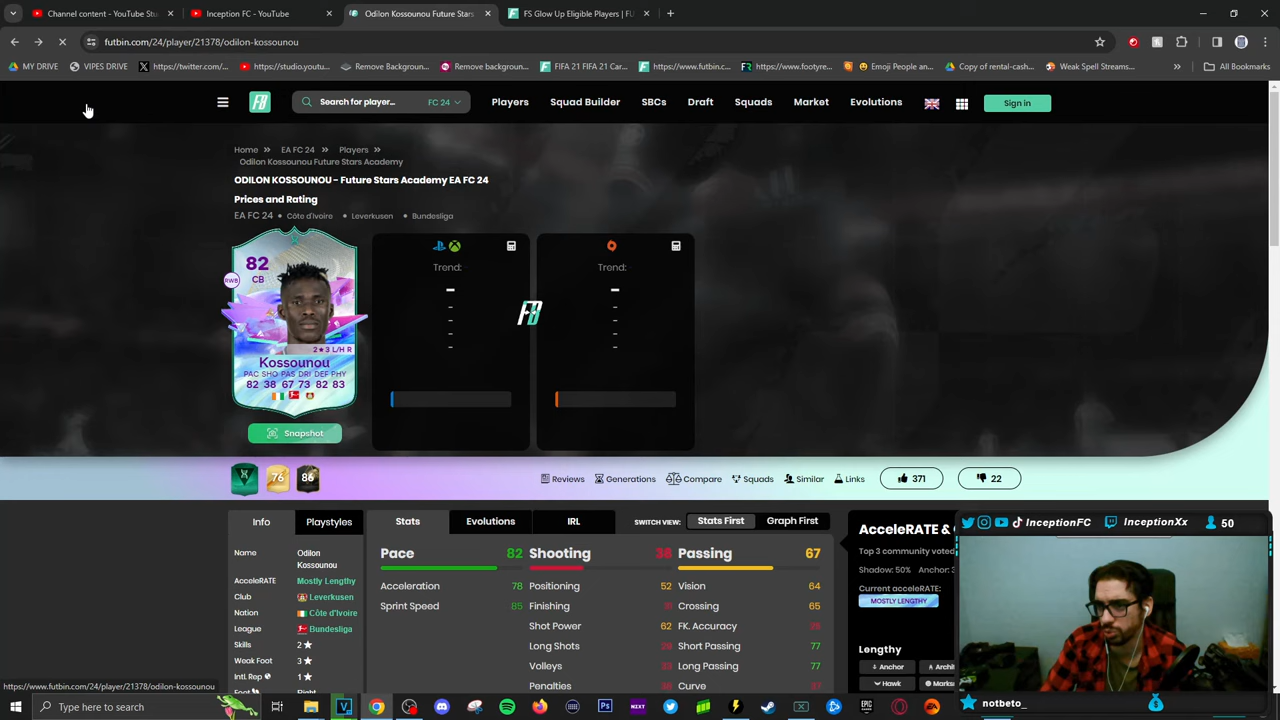 Channel content - YouTube Stu
Inception FC - YouTube
Odilon Kossounou Future Stars
FS Glow Up Eligible Players | FU
futbin.com/24/player/21378/odilon-kossounou
MY DRIVE
VIPES DRIVE
https://twitter.com/...
https://studio.youtu...
Remove Backgroun...
Remove backgroun...
FIFA 21 FIFA 21 Car...
https://www.futbin.c...
https://www.footyre...
Emoji People an...
Copy of rental-cash...
Weak Spell Streams...
All Bookmarks
Search for player...
FC 24
Players
Squad Builder
SBCs
Draft
Squads
Market
Evolutions
Sign in
Home » EA FC 24 » Players »
Odilon Kossounou Future Stars Academy
ODILON KOSSOUNOU - Future Stars Academy EA FC 24
Prices and Rating
EA FC 24 • Côte d'Ivoire • Leverkusen • Bundesliga
82
CB
RWB
2★3 L/H R
Kossounou
PAC SHO PAS DRI DEF PHY
82 38 67 73 82 83
Trend:
Trend:
Snapshot
76
86
Reviews
Generations
Compare
Squads
Similar
Links
371
22
Info
Playstyles
Stats
Evolutions
IRL
SWITCH VIEW:
Stats First
Graph First
Name Odilon
Kossounou
AcceleRATE Mostly Lengthy
Club Leverkusen
Nation Côte d'Ivoire
League Bundesliga
Skills 2 ★
Weak Foot 3 ★
Intl. Rep 1 ★
Pace 82
Acceleration 78
Sprint Speed 85
Shooting 38
Positioning 52
Finishing 31
Shot Power 62
Long Shots 29
Volleys 33
Penalties 38
Passing 67
Vision 64
Crossing 65
FK. Accuracy
Short Passing 77
Long Passing 77
Curve
AcceleRATE &
Top 3 community voted
Shadow: 50%
Anchor: 3
Current acceleRATE:
MOSTLY LENGTHY
Lengthy
Anchor
Archi
Hawk
Marks
InceptionFC
InceptionXx
50
notbeto_
https://www.futbin.com/24/player/21378/odilon-kossounou
Type here to search